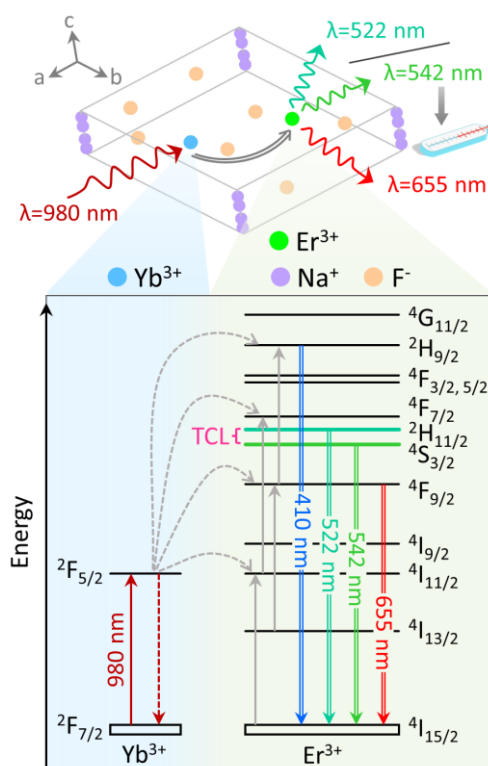 c
a
b
λ=522 nm
λ=542 nm
λ=655 nm
λ=980 nm
Er³⁺
Yb³⁺
Na⁺
F⁻
Energy
⁴G₁₁/₂
²H₉/₂
⁴F₃/₂, ₅/₂
⁴F₇/₂
TCL
²H₁₁/₂
⁴S₃/₂
⁴F₉/₂
⁴I₉/₂
²F₅/₂
⁴I₁₁/₂
⁴I₁₃/₂
980 nm
410 nm
522 nm
542 nm
655 nm
²F₇/₂
⁴I₁₅/₂
Yb³⁺
Er³⁺